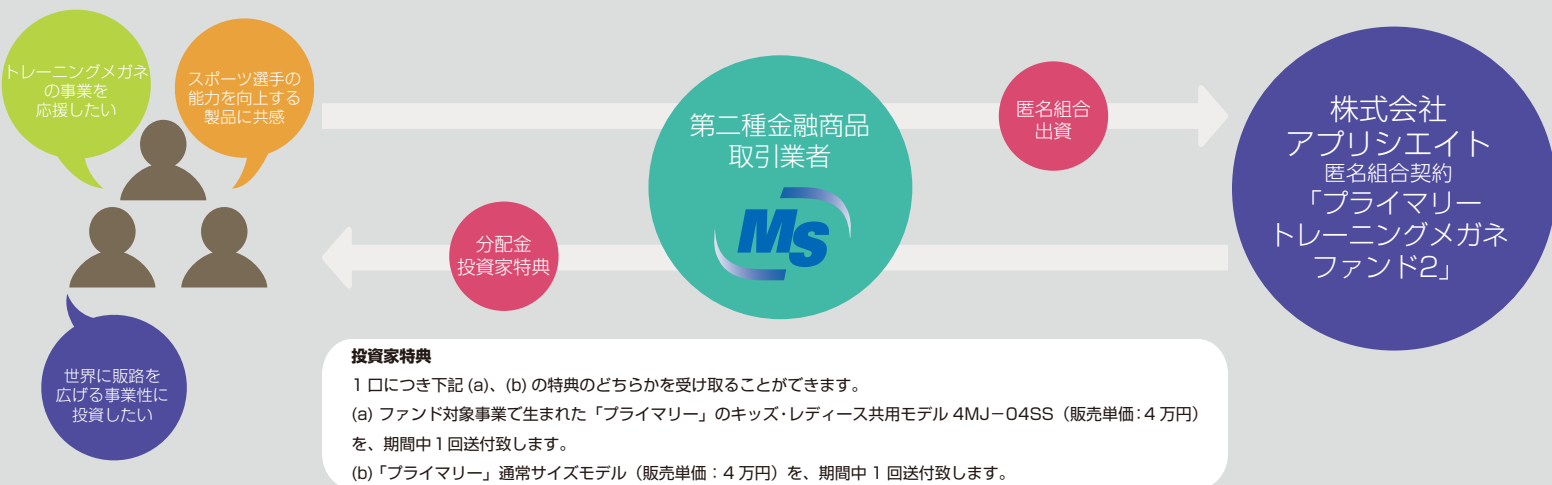 トレーニングメガネ
の事業を
応援したい
スポーツ選手の
能力を向上する
製品に共感
第二種金融商品
取引業者
MS
匿名組合
出資
株式会社
アプリシエイト
匿名組合契約
「プライマリー
トレーニングメガネ
ファンド2」
分配金
投資家特典
世界に販路を
広げる事業性に
投資したい
投資家特典
1 口につき下記 (a)、(b) の特典のどちらかを受け取ることができます。
(a) ファンド対象事業で生まれた「プライマリー」のキッズ・レディース共用モデル 4MJ−04SS（販売単価：4 万円）
を、期間中 1 回送付致します。
(b)「プライマリー」通常サイズモデル（販売単価：4 万円）を、期間中 1 回送付致します。